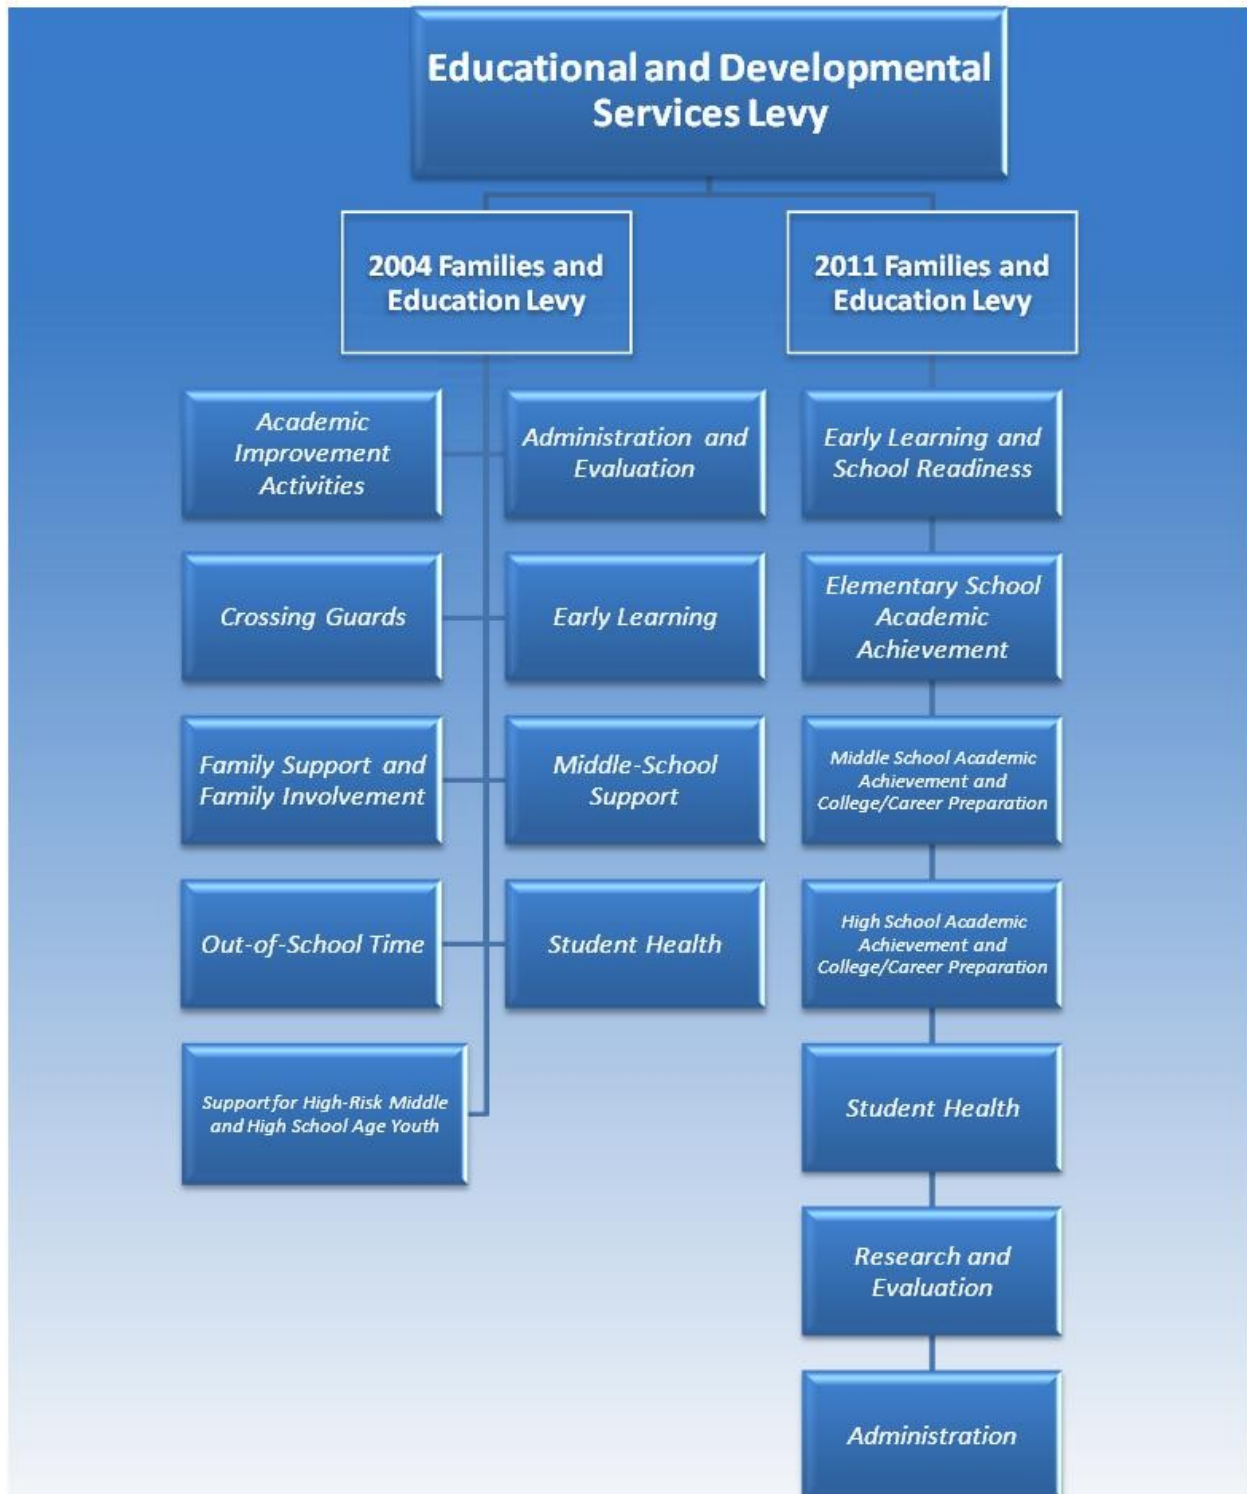 Educational and Developmental
Services Levy
2004 Families and
Education Levy
2011 Families and
Education Levy
Academic
Improvement
Activities
Administration and
Evaluation
Early Learning and
School Readiness
Crossing Guards
Early Learning
Elementary School
Academic
Achievement
Family Support and
Family Involvement
Middle-School
Support
Middle School Academic
Achievement and
College/Career Preparation
Out-of-School Time
Student Health
High School Academic
Achievement and
College/Career Preparation
Support for High-Risk Middle
and High School Age Youth
Student Health
Research and
Evaluation
Administration